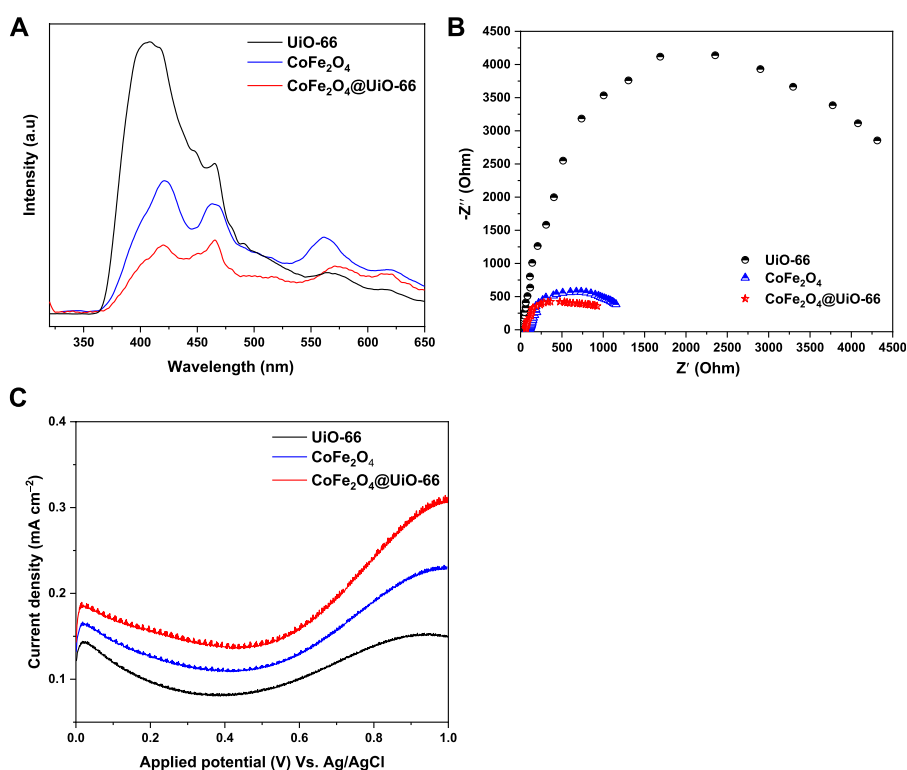 A
UiO-66
CoFe₂O₄
CoFe₂O₄@UiO-66
Intensity (a.u)
350 400 450 500 550 600 650
Wavelength (nm)
B
4500
4000
3500
3000
2500
2000
1500
1000
500
0
-Z′′ (Ohm)
UiO-66
CoFe₂O₄
CoFe₂O₄@UiO-66
0 500 1000 1500 2000 2500 3000 3500 4000 4500
Z′ (Ohm)
C
0.4
0.3
0.2
0.1
Current density (mA cm⁻²)
UiO-66
CoFe₂O₄
CoFe₂O₄@UiO-66
0.0 0.2 0.4 0.6 0.8 1.0
Applied potential (V) Vs. Ag/AgCl